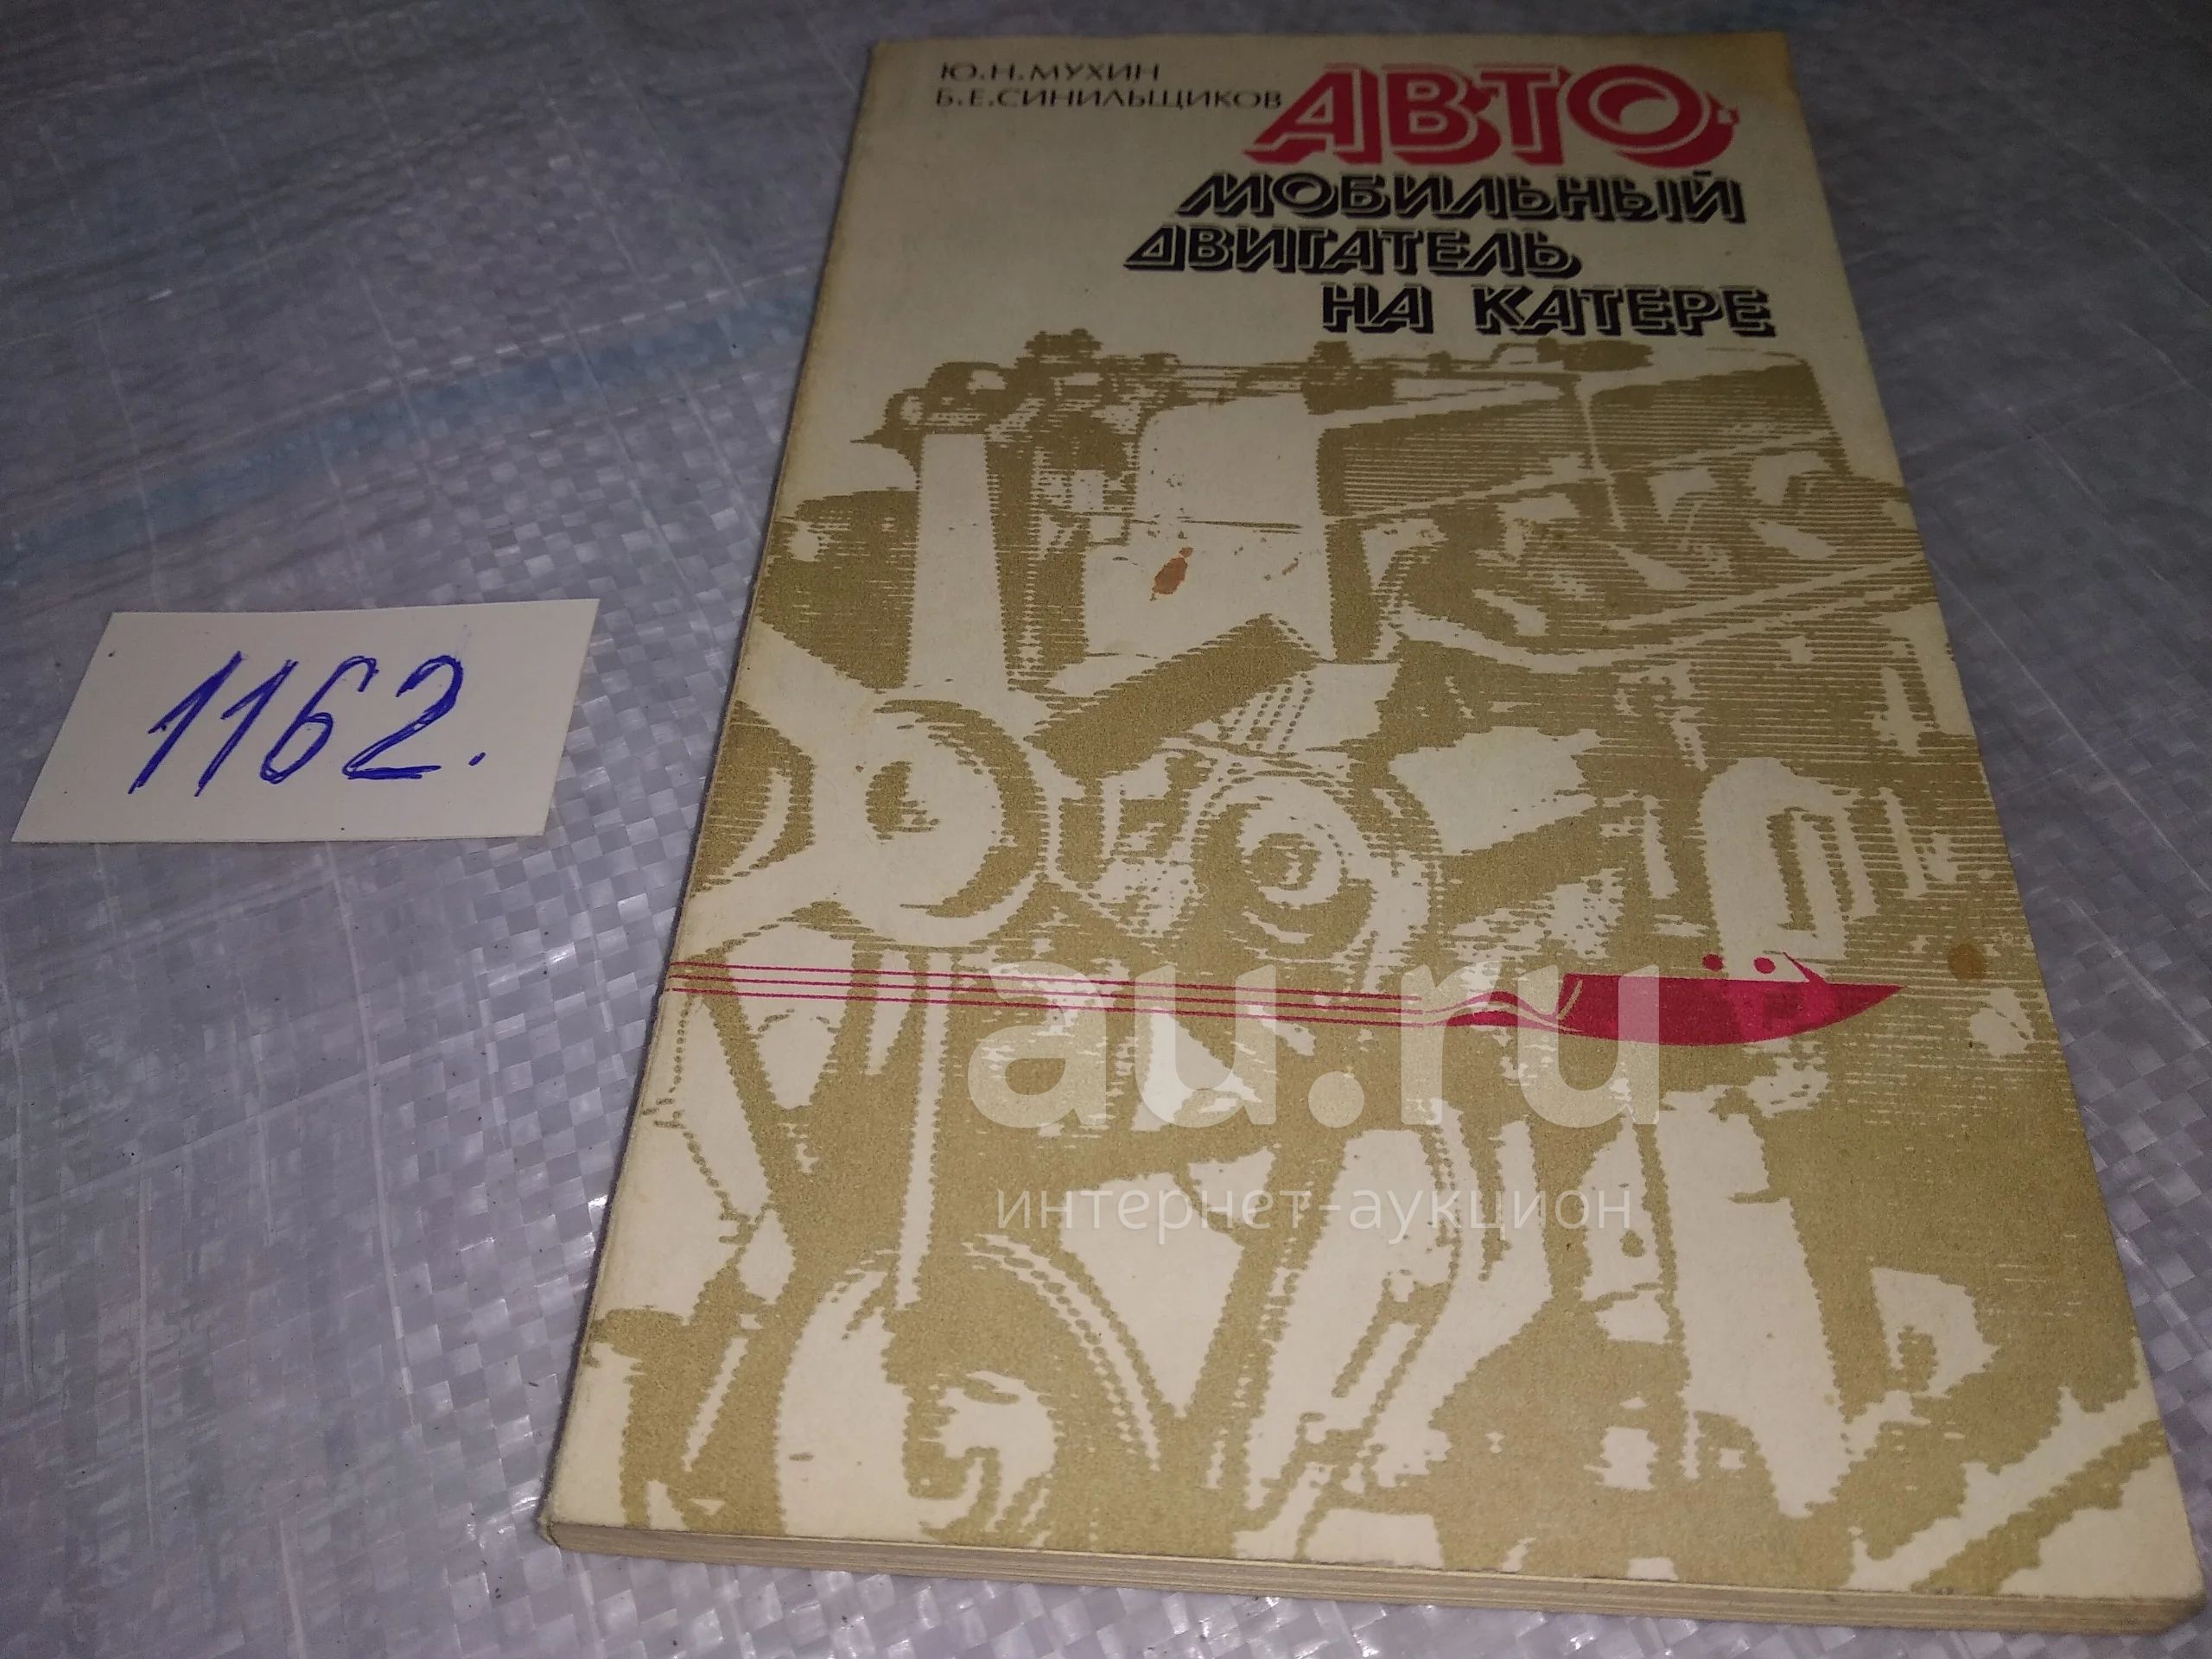 Ю.Н.МУХИН
Б.Е.СИНИЛЬЩИКОВ
АВТО
МОБИЛЬНЫЙ
ДВИГАТЕЛЬ
НА КАТЕРЕ
1162.
au.ru
интернет-аукцион